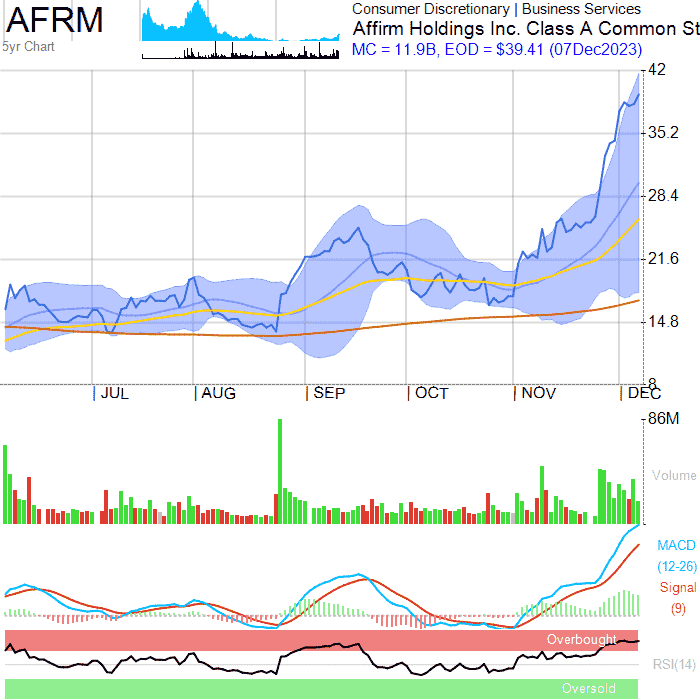 AFRM
5yr Chart
Consumer Discretionary | Business Services
Affirm Holdings Inc. Class A Common St
MC = 11.9B, EOD = $39.41 (07Dec2023)
42
35.2
28.4
21.6
14.8
8
JUL AUG SEP OCT NOV DEC
86M
Volume
MACD
(12-26)
Signal
(9)
Overbought
RSI(14)
Oversold